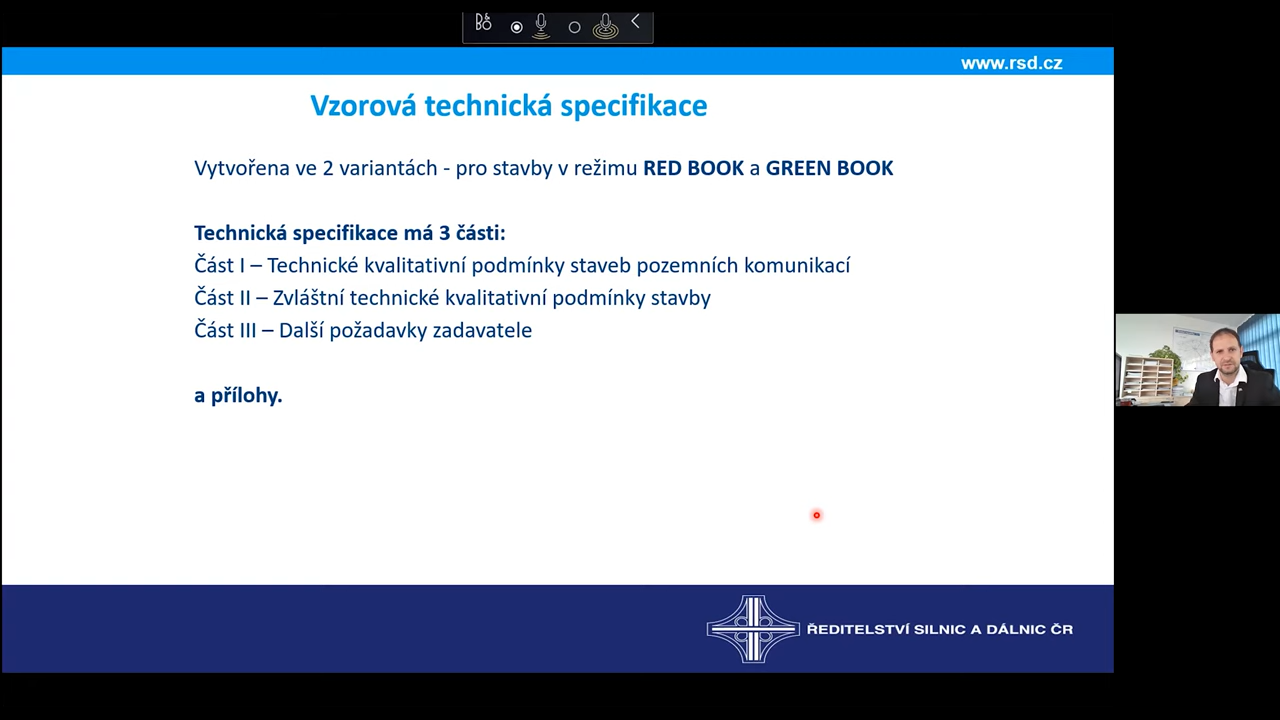 B&O
www.rsd.cz
Vzorová technická specifikace
Vytvořena ve 2 variantách - pro stavby v režimu RED BOOK a GREEN BOOK
Technická specifikace má 3 části:
Část I – Technické kvalitativní podmínky staveb pozemních komunikací
Část II – Zvláštní technické kvalitativní podmínky stavby
Část III – Další požadavky zadavatele
a přílohy.
ŘEDITELSTVÍ SILNIC A DÁLNIC ČR